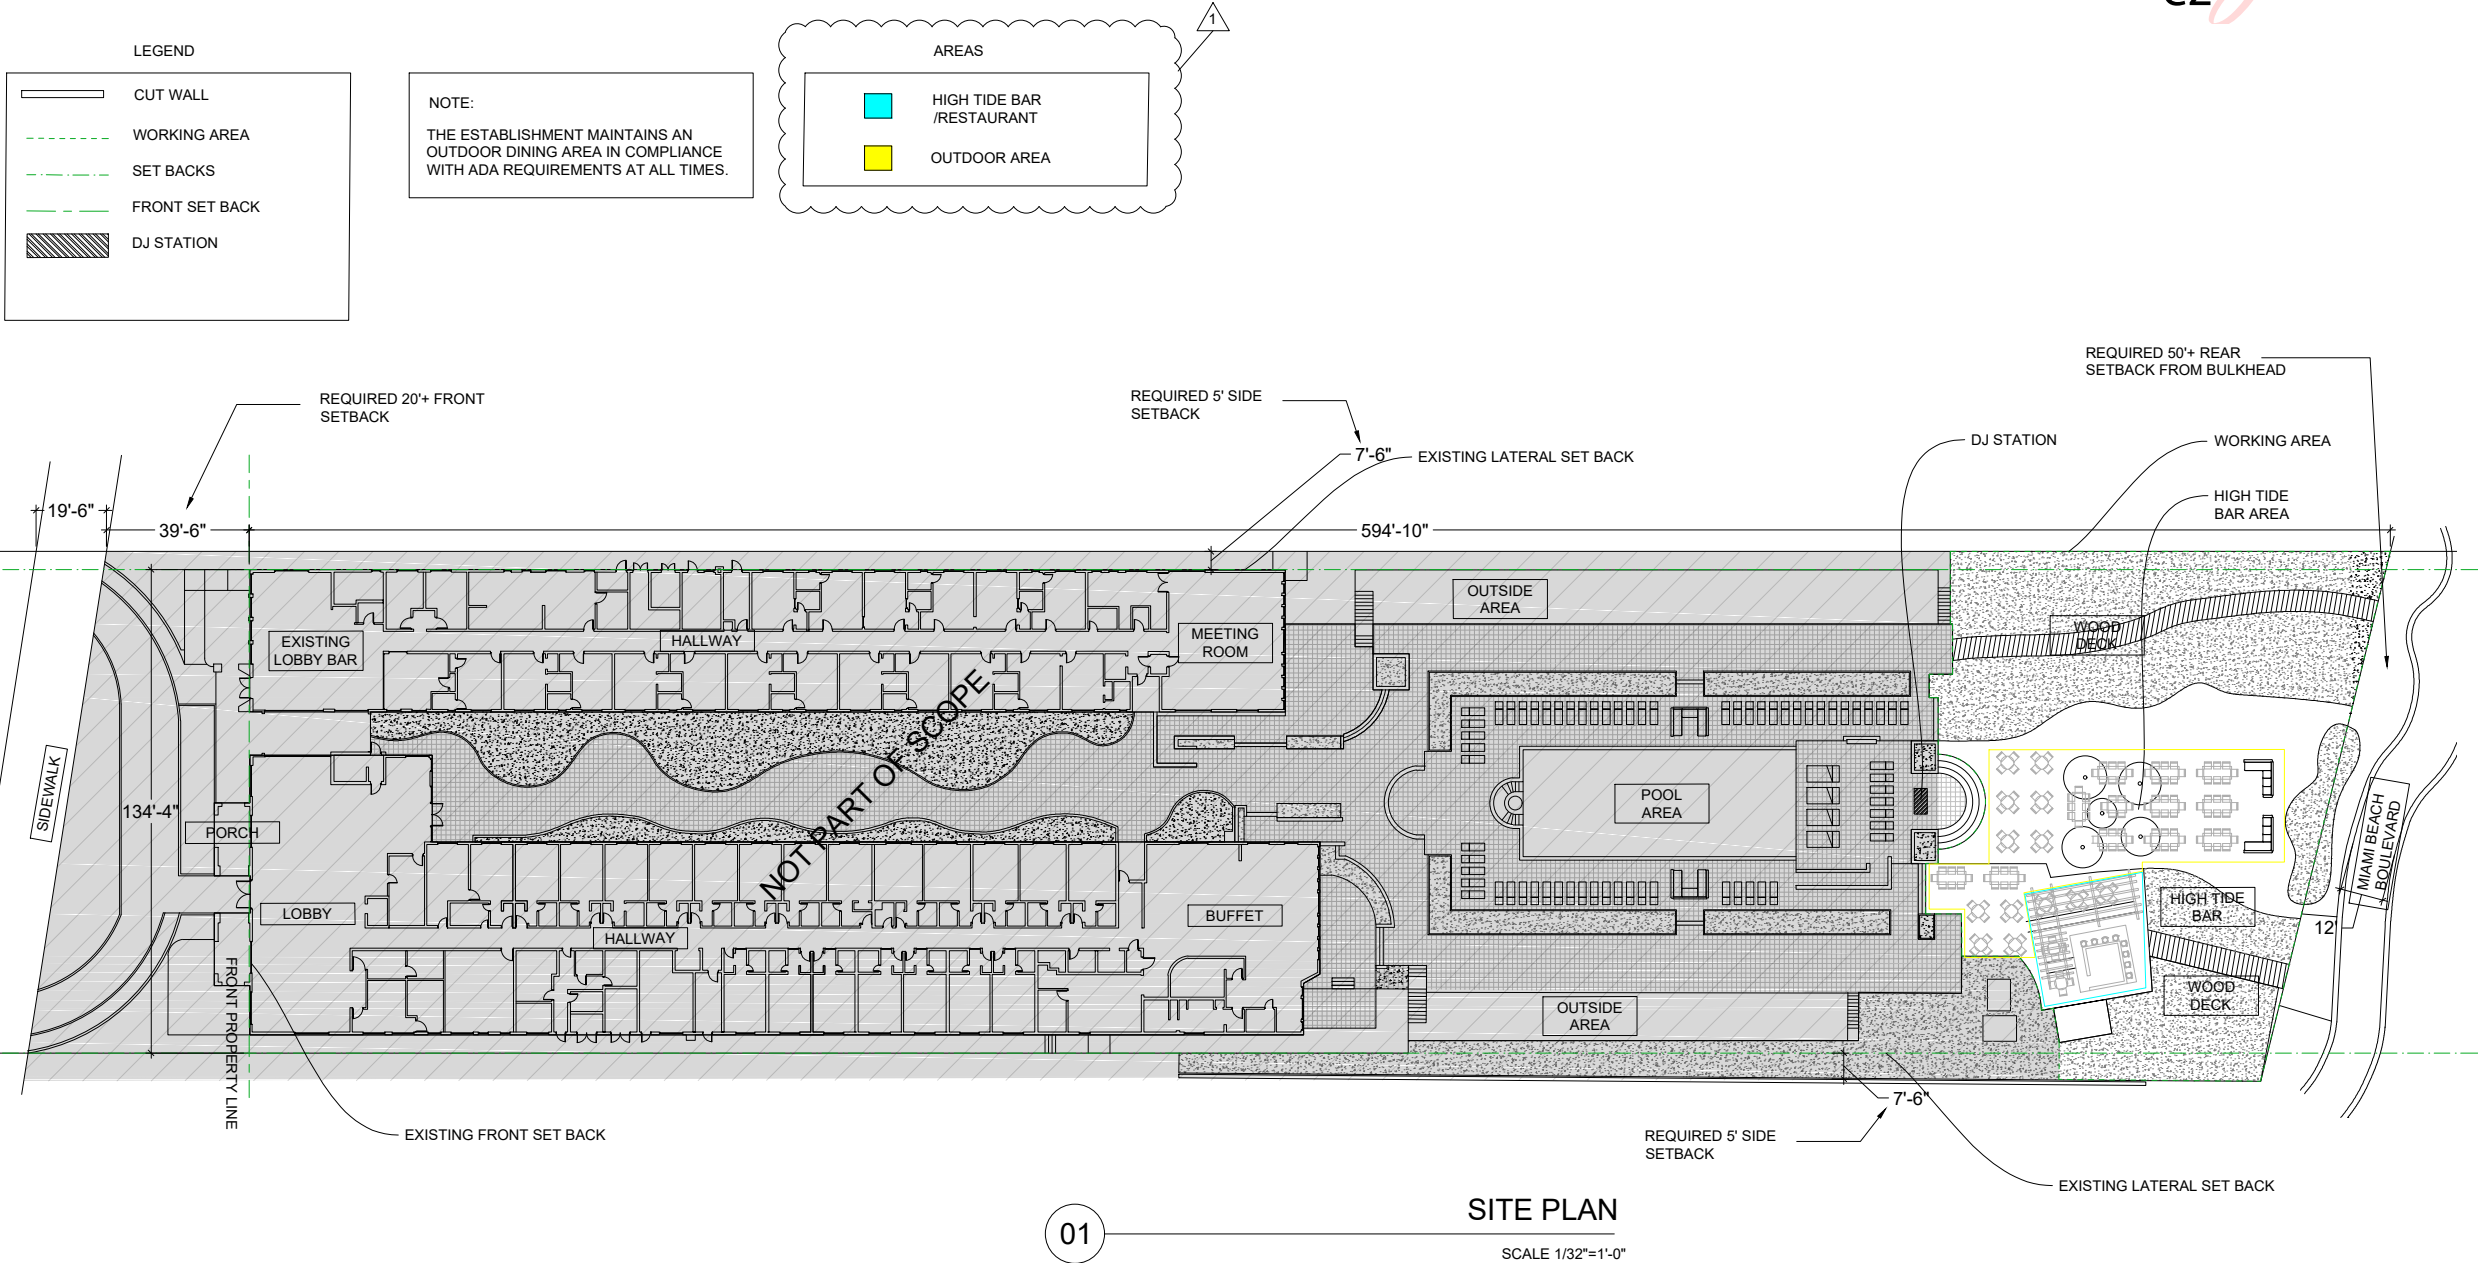 LEGEND
CUT WALL
WORKING AREA
SET BACKS
FRONT SET BACK
DJ STATION
NOTE:
THE ESTABLISHMENT MAINTAINS AN
OUTDOOR DINING AREA IN COMPLIANCE
WITH ADA REQUIREMENTS AT ALL TIMES.
AREAS
HIGH TIDE BAR
/RESTAURANT
OUTDOOR AREA
1
REQUIRED 20'+ FRONT
SETBACK
REQUIRED 5' SIDE
SETBACK
REQUIRED 50'+ REAR
SETBACK FROM BULKHEAD
7'-6"
EXISTING LATERAL SET BACK
DJ STATION
WORKING AREA
HIGH TIDE
BAR AREA
19'-6"
39'-6"
594'-10"
OUTSIDE
AREA
EXISTING
LOBBY BAR
HALLWAY
MEETING
ROOM
WOOD
DECK
NOT PART OF SCOPE
SIDEWALK
134'-4"
PORCH
POOL
AREA
MIAMI BEACH
BOULEVARD
LOBBY
HALLWAY
BUFFET
HIGH TIDE
BAR
12'
WOOD
DECK
OUTSIDE
AREA
FRONT PROPERTY LINE
7'-6"
EXISTING FRONT SET BACK
REQUIRED 5' SIDE
SETBACK
EXISTING LATERAL SET BACK
01
SITE PLAN
SCALE 1/32"=1'-0"